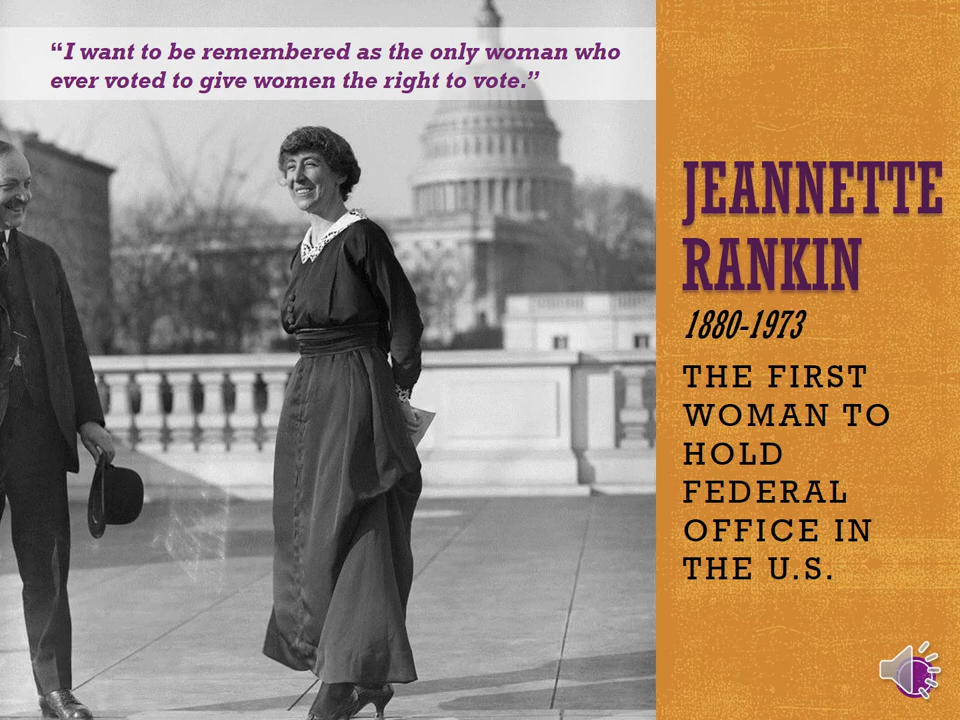 “I want to be remembered as the only woman who
ever voted to give women the right to vote.”
JEANNETTE
RANKIN
1880-1973
THE FIRST
WOMAN TO
HOLD
FEDERAL
OFFICE IN
THE U.S.